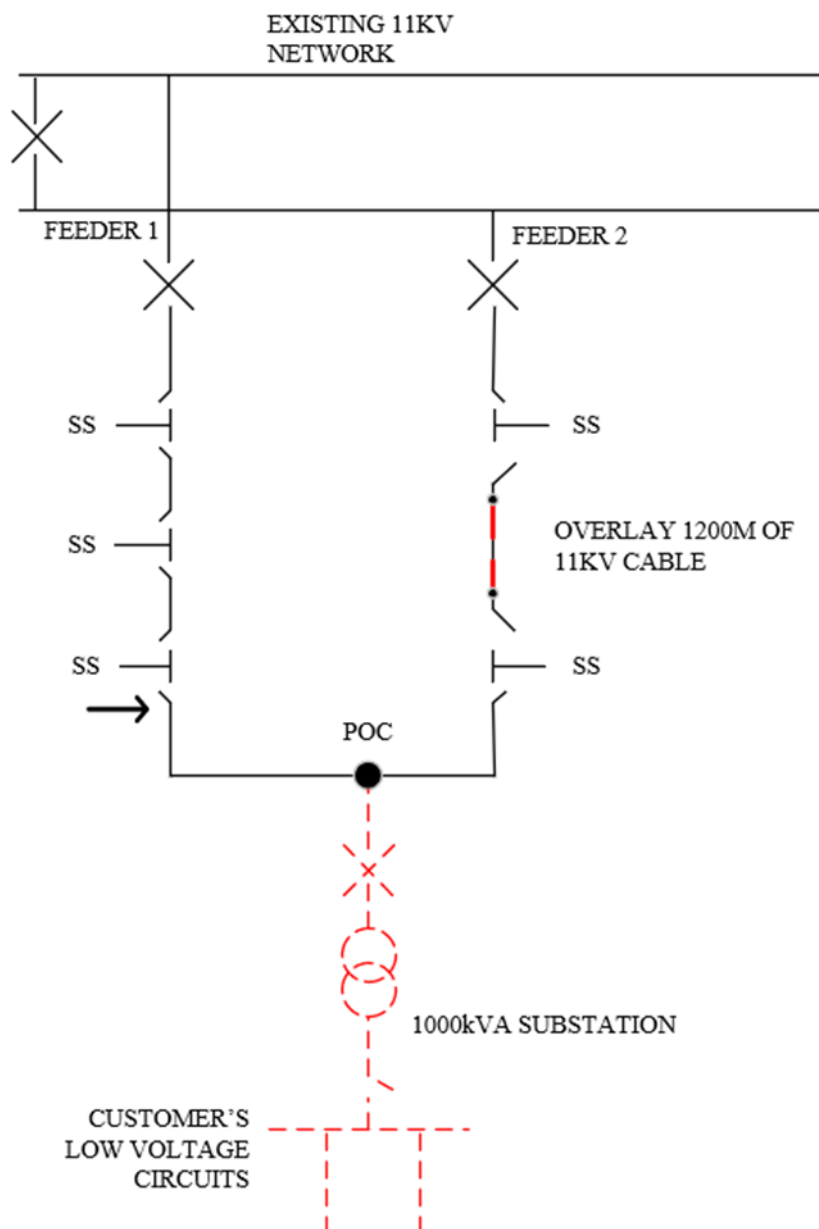 EXISTING 11KV
NETWORK
FEEDER 1
FEEDER 2
SS
SS
SS
OVERLAY 1200M OF
11KV CABLE
SS
SS
POC
1000kVA SUBSTATION
CUSTOMER’S
LOW VOLTAGE
CIRCUITS